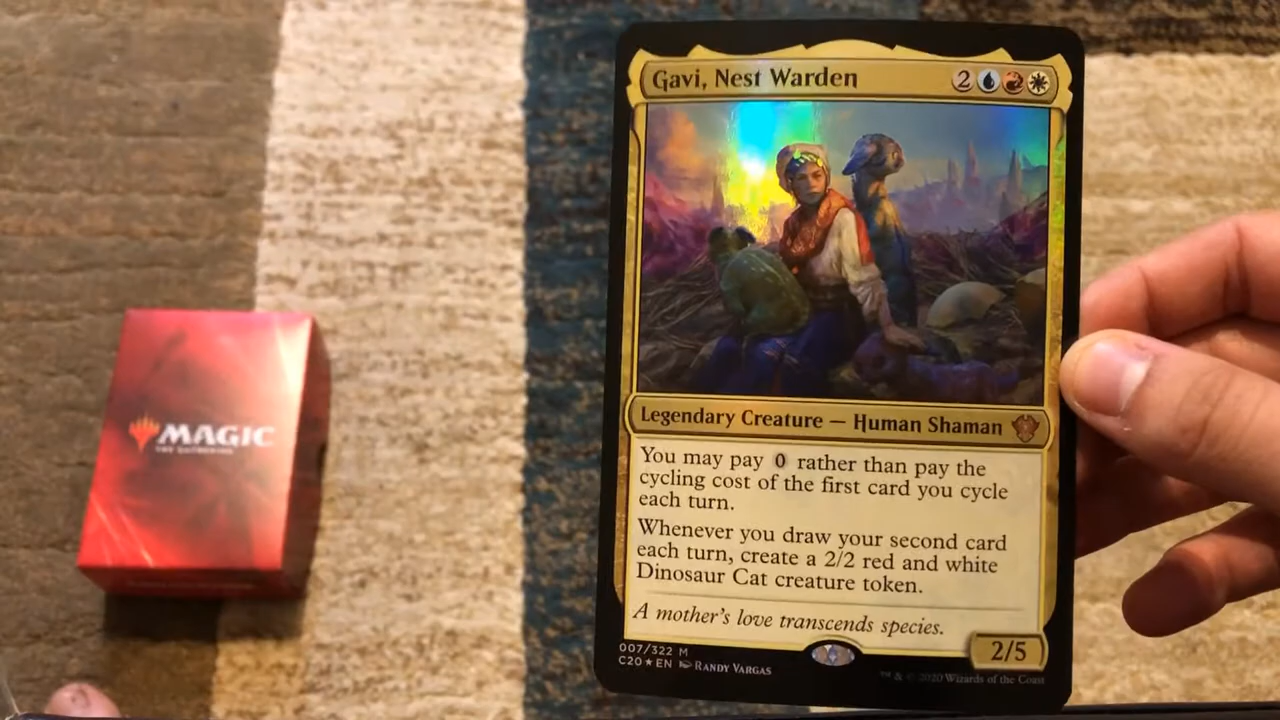 Gavi, Nest Warden 2
Legendary Creature — Human Shaman
You may pay 0 rather than pay the
cycling cost of the first card you cycle
each turn.
Whenever you draw your second card
each turn, create a 2/2 red and white
Dinosaur Cat creature token.
A mother's love transcends species.
2/5
007/322 M
C20★EN RANDY VARGAS
™ & © 2020 Wizards of the Coast
MAGIC
THE GATHERING